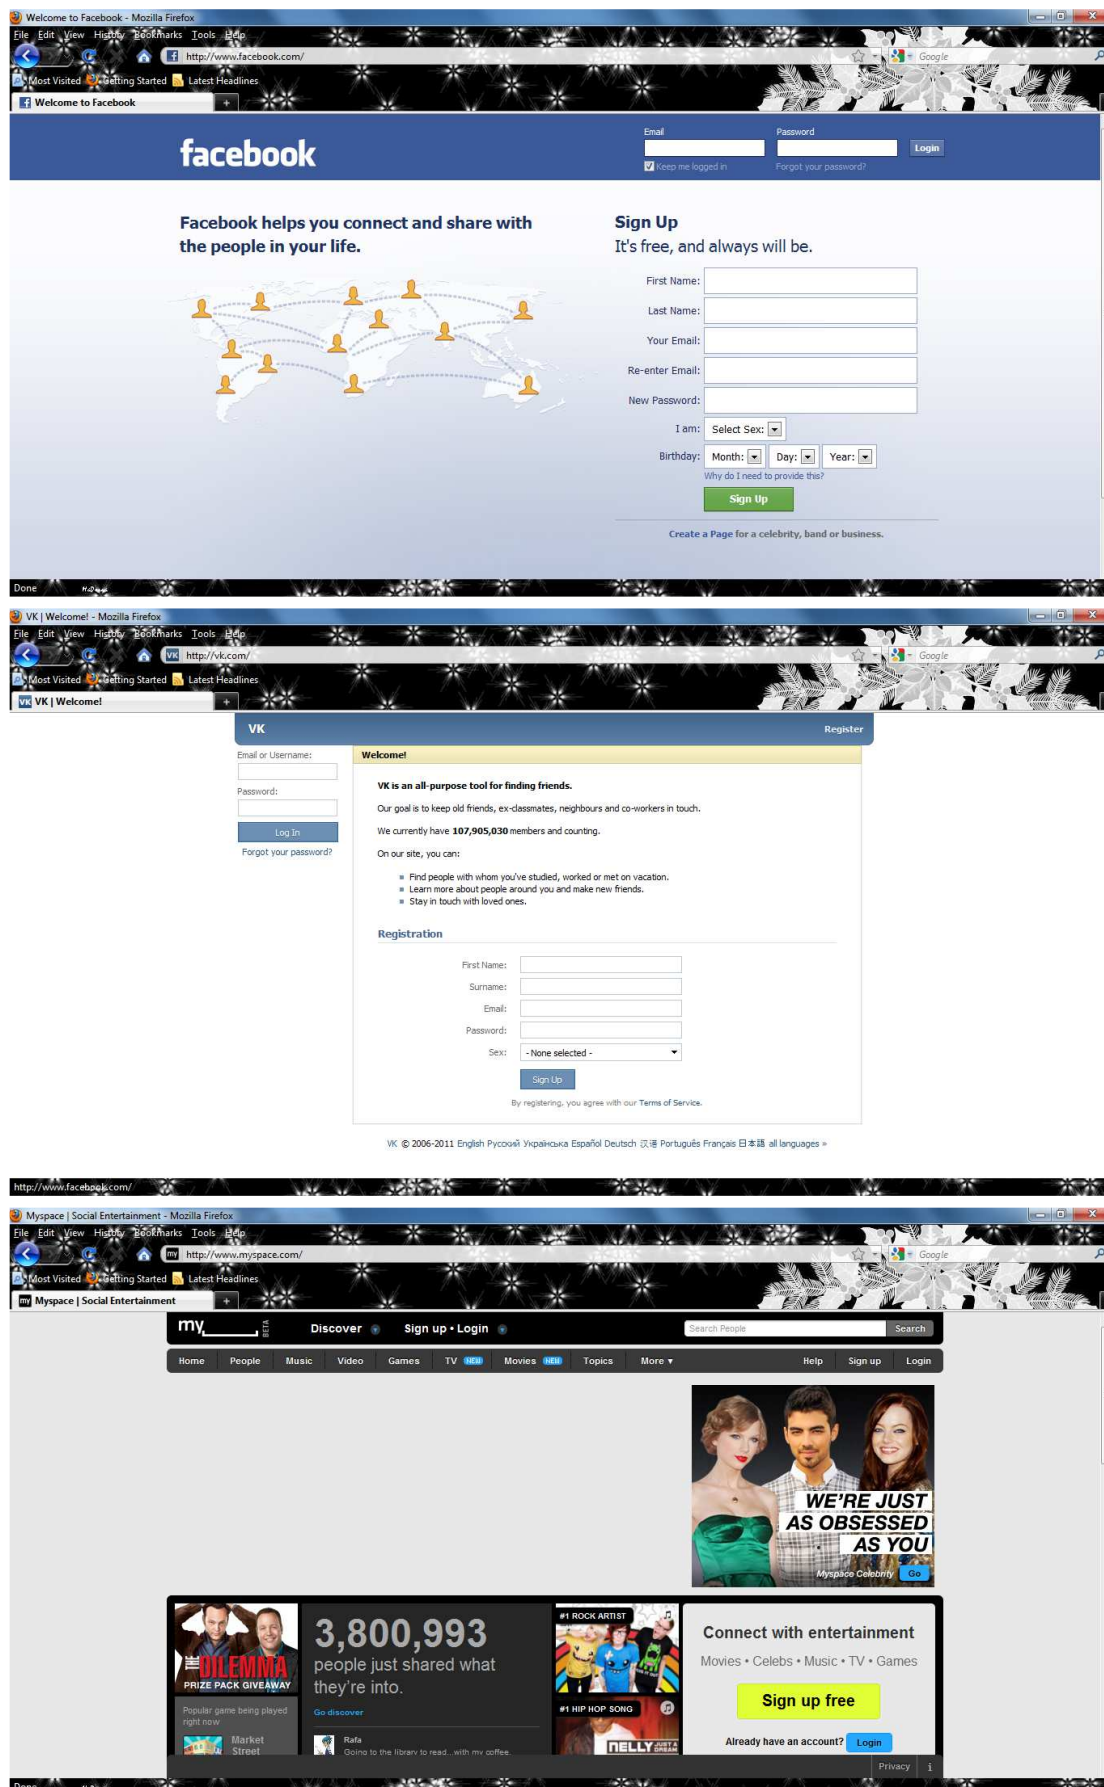 Welcome to Facebook - Mozilla Firefox
File Edit View History Bookmarks Tools Help
http://www.facebook.com/
Google
Most Visited Getting Started Latest Headlines
Welcome to Facebook
facebook
Email
Password
Login
Keep me logged in
Forgot your password?
Facebook helps you connect and share with
the people in your life.
Sign Up
It's free, and always will be.
First Name:
Last Name:
Your Email:
Re-enter Email:
New Password:
I am: Select Sex:
Birthday: Month: Day: Year:
Why do I need to provide this?
Sign Up
Create a Page for a celebrity, band or business.
Done
VK | Welcome! - Mozilla Firefox
File Edit View History Bookmarks Tools Help
VK http://vk.com/
Google
Most Visited Getting Started Latest Headlines
VK VK | Welcome!
VK
Register
Email or Username:
Password:
Log In
Forgot your password?
Welcome!
VK is an all-purpose tool for finding friends.
Our goal is to keep old friends, ex-classmates, neighbours and co-workers in touch.
We currently have 107,905,030 members and counting.
On our site, you can:
Find people with whom you've studied, worked or met on vacation.
Learn more about people around you and make new friends.
Stay in touch with loved ones.
Registration
First Name:
Surname:
Email:
Password:
Sex: - None selected -
Sign Up
By registering, you agree with our Terms of Service.
VK © 2006-2011 English Русский Українська Español Deutsch 汉语 Português Français 日本語 all languages »
http://www.facebook.com/
Myspace | Social Entertainment - Mozilla Firefox
File Edit View History Bookmarks Tools Help
my http://www.myspace.com/
Google
Most Visited Getting Started Latest Headlines
my Myspace | Social Entertainment
my BETA
Discover
Sign up • Login
Search People
Search
Home People Music Video Games TV NEW Movies NEW Topics More ▾ Help Sign up Login
WE'RE JUST
AS OBSESSED
AS YOU
Myspace Celebrity Go
THE DILEMMA
PRIZE PACK GIVEAWAY
Popular game being played
right now
Market
Street
3,800,993
people just shared what
they're into.
Go discover
Rafa
Going to the library to read...with my coffee.
#1 ROCK ARTIST
#1 HIP HOP SONG
NELLY JUST A DREAM
Connect with entertainment
Movies • Celebs • Music • TV • Games
Sign up free
Already have an account? Login
Privacy i
Done